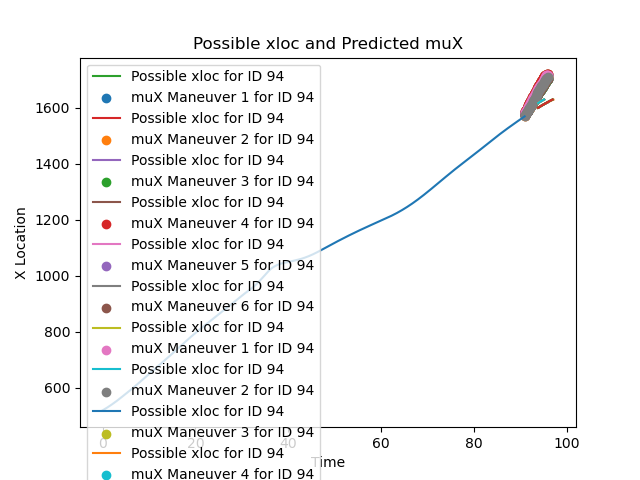 Possible xloc and Predicted muX
X Location
1600
1400
1200
1000
800
600
Possible xloc for ID 94
muX Maneuver 1 for ID 94
Possible xloc for ID 94
muX Maneuver 2 for ID 94
Possible xloc for ID 94
muX Maneuver 3 for ID 94
Possible xloc for ID 94
muX Maneuver 4 for ID 94
Possible xloc for ID 94
muX Maneuver 5 for ID 94
Possible xloc for ID 94
muX Maneuver 6 for ID 94
Possible xloc for ID 94
muX Maneuver 1 for ID 94
Possible xloc for ID 94
muX Maneuver 2 for ID 94
Possible xloc for ID 94
muX Maneuver 3 for ID 94
Possible xloc for ID 94
muX Maneuver 4 for ID 94
0 20 40 60 80 100
Time